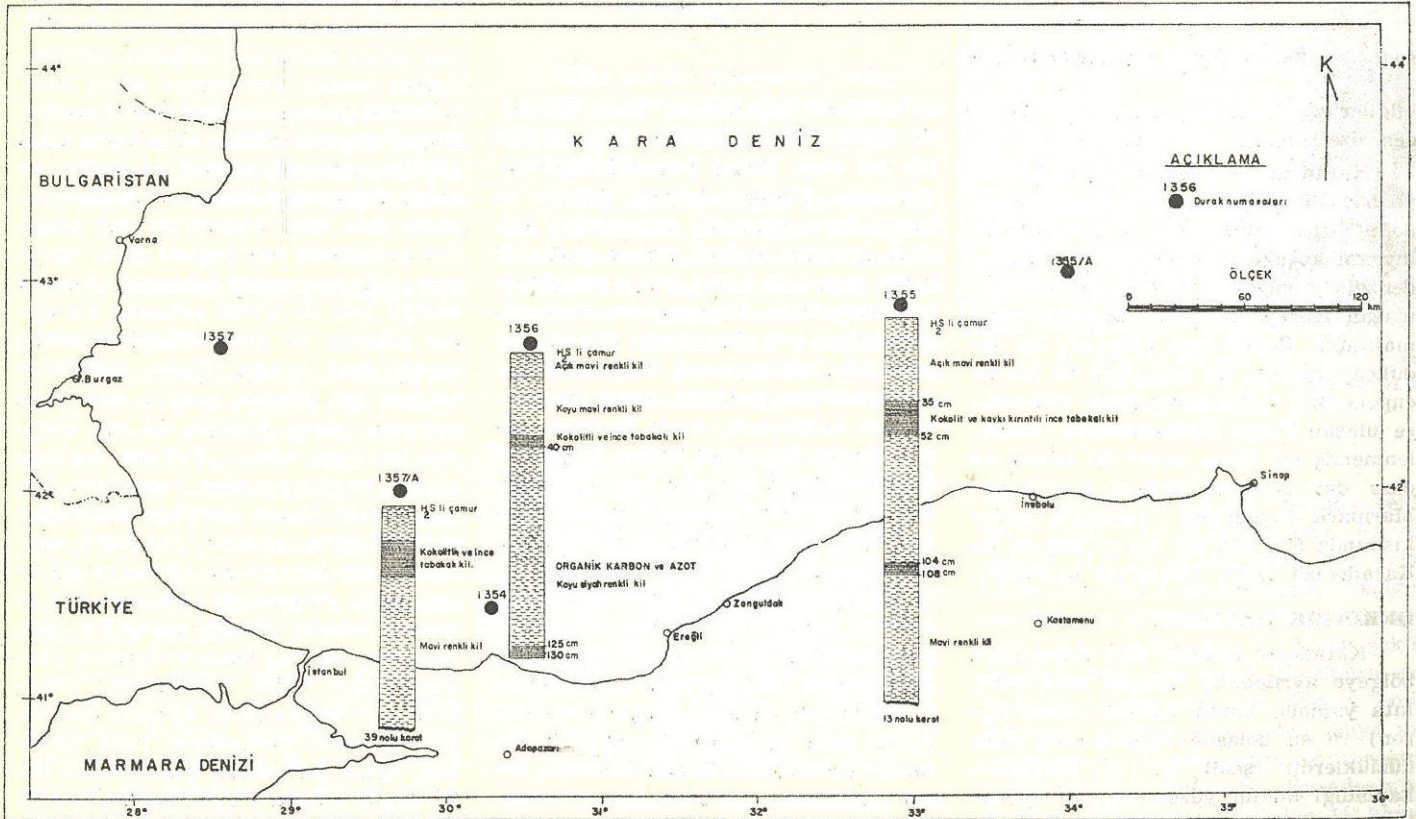 44°
44°
K
KARA DENİZ
AÇIKLAMA
1356
Durak numaraları
BULGARİSTAN
Varna
43°
43°
1355/A
ÖLÇEK
0 60 120
km
1355
1357
1356
Burgaz
H2S li çamur
Açık mavi renkli kil
Koyu mavi renkli kil
Kokolitli ve ince tabakalı kil
40 cm
ORGANİK KARBON ve AZOT
Koyu siyah renkli kil
125 cm
130 cm
H2S li çamur
Açık mavi renkli kil
35 cm
Kokolit ve kavkı kırıntılı ince tabakalı kil
52 cm
104 cm
108 cm
Mavi renkli kil
13 nolu karot
1357/A
42°
42°
H2S li çamur
Kokolitik ve ince
tabakalı kil.
Mavi renkli kil
39 nolu karot
1354
Sinop
İnebolu
TÜRKİYE
Zonguldak
Kastamonu
Ereğli
İstanbul
41°
41°
Adapazarı
MARMARA DENİZİ
28° 29° 30° 31° 32° 33° 34° 35° 36°